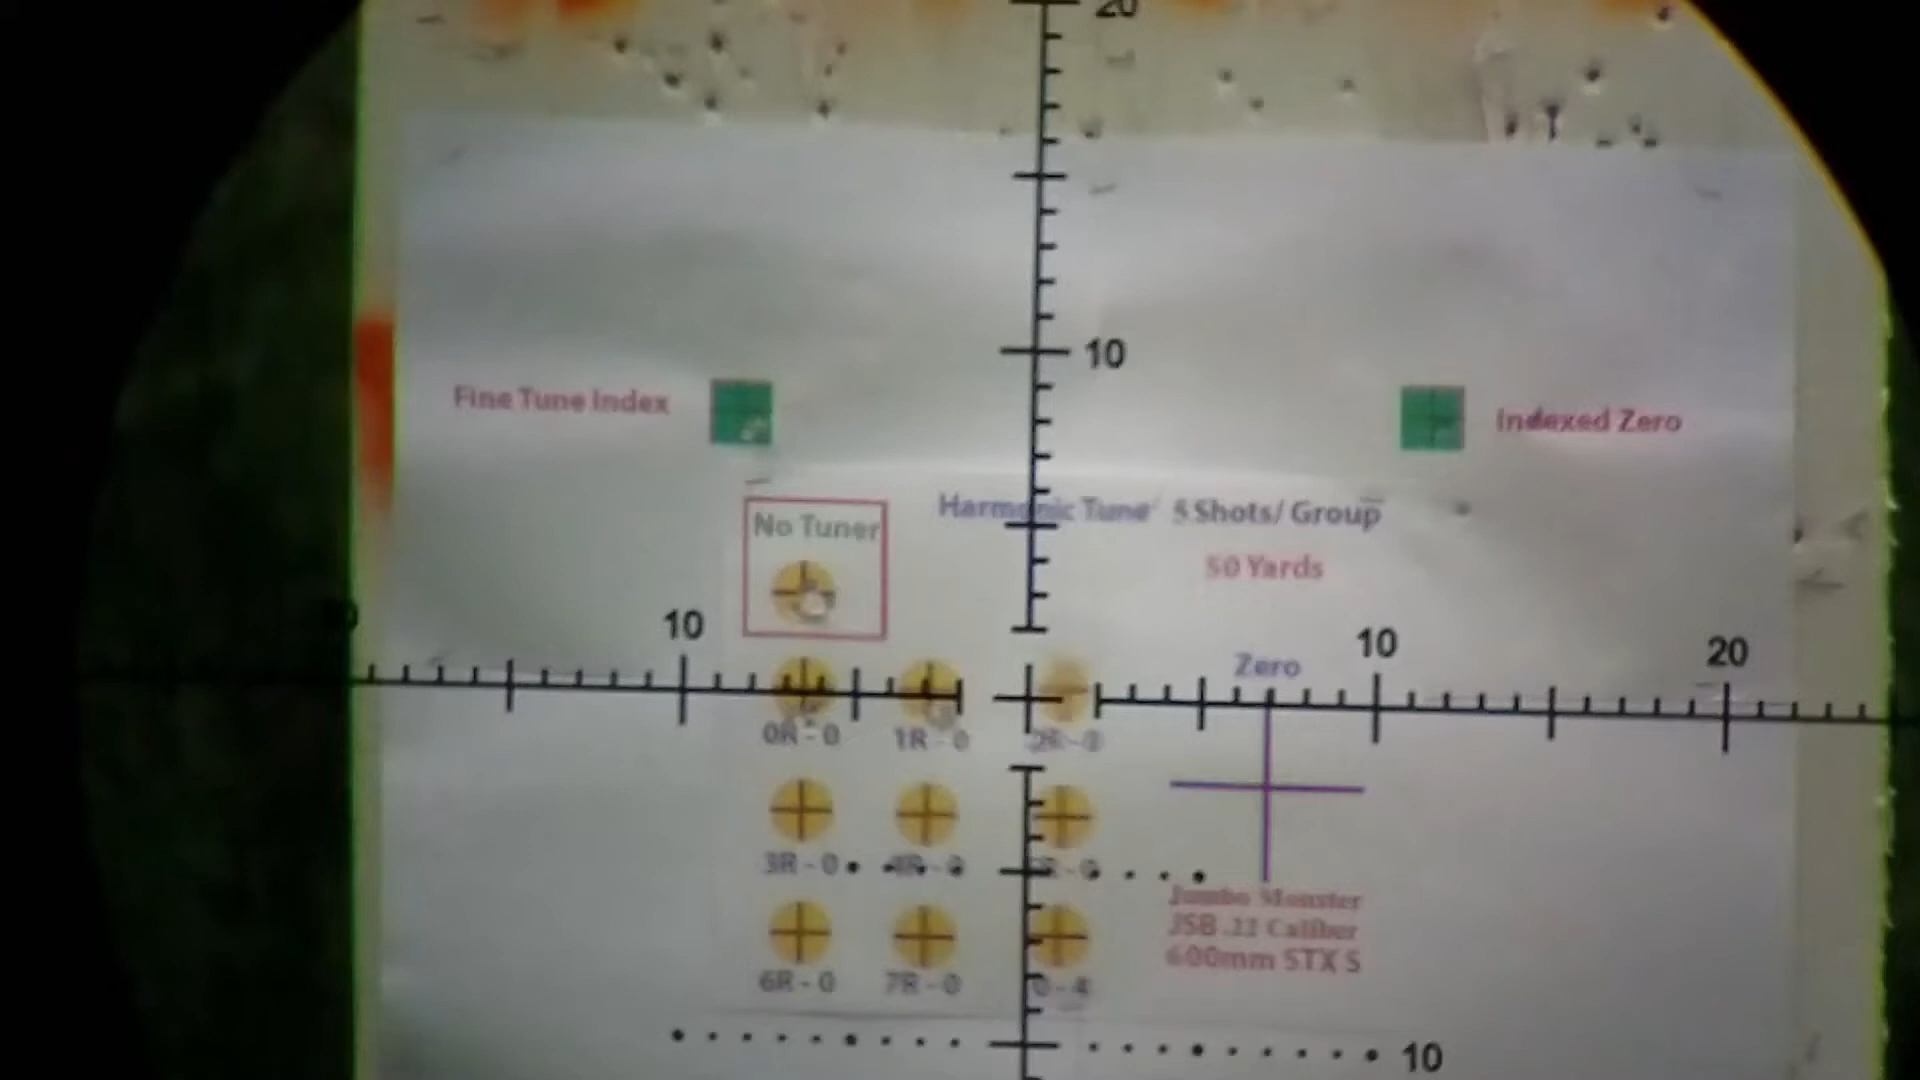 20
10
Fine Tune Index
Indexed Zero
Harmonic Tune 5 Shots/ Group
No Tuner
50 Yards
10
10
20
Zero
0R - 0
1R - 0
3R - 0
4R - 0
6R - 0
7R - 0
Jumbo Monster
JSB .22 Caliber
600mm STX S
10